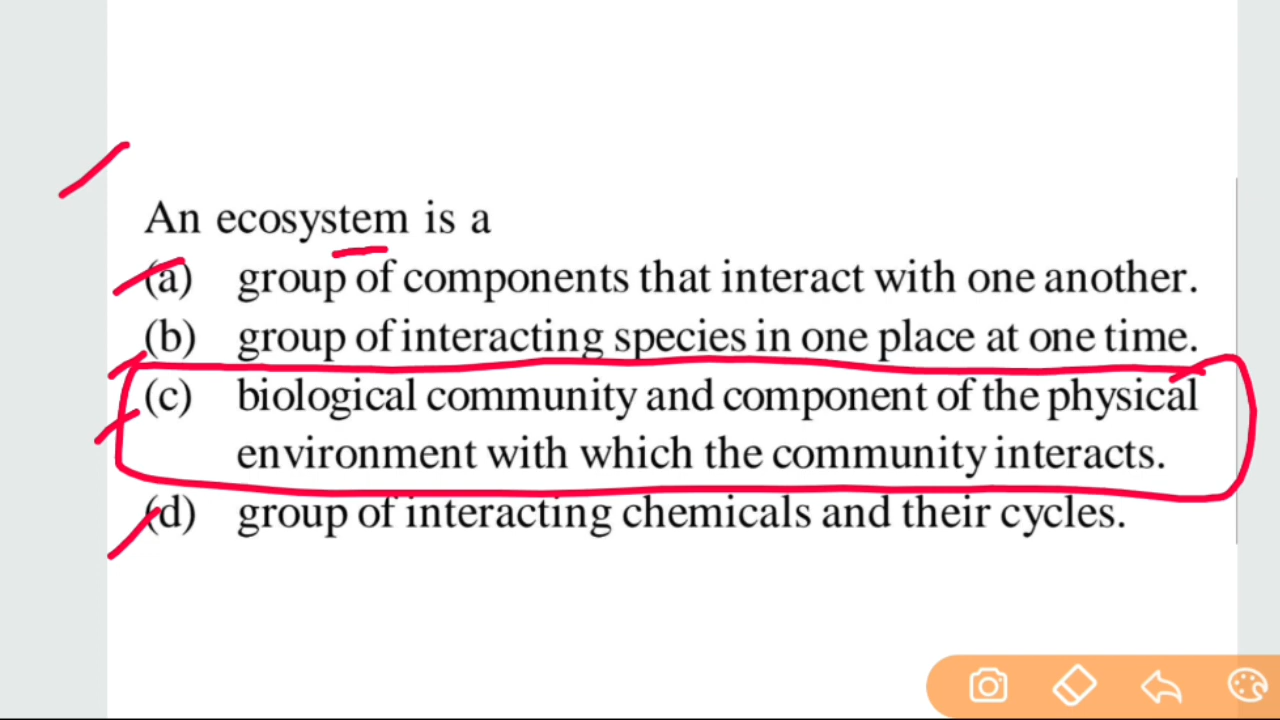 An ecosystem is a
(a) group of components that interact with one another.
(b) group of interacting species in one place at one time.
(c) biological community and component of the physical
environment with which the community interacts.
(d) group of interacting chemicals and their cycles.